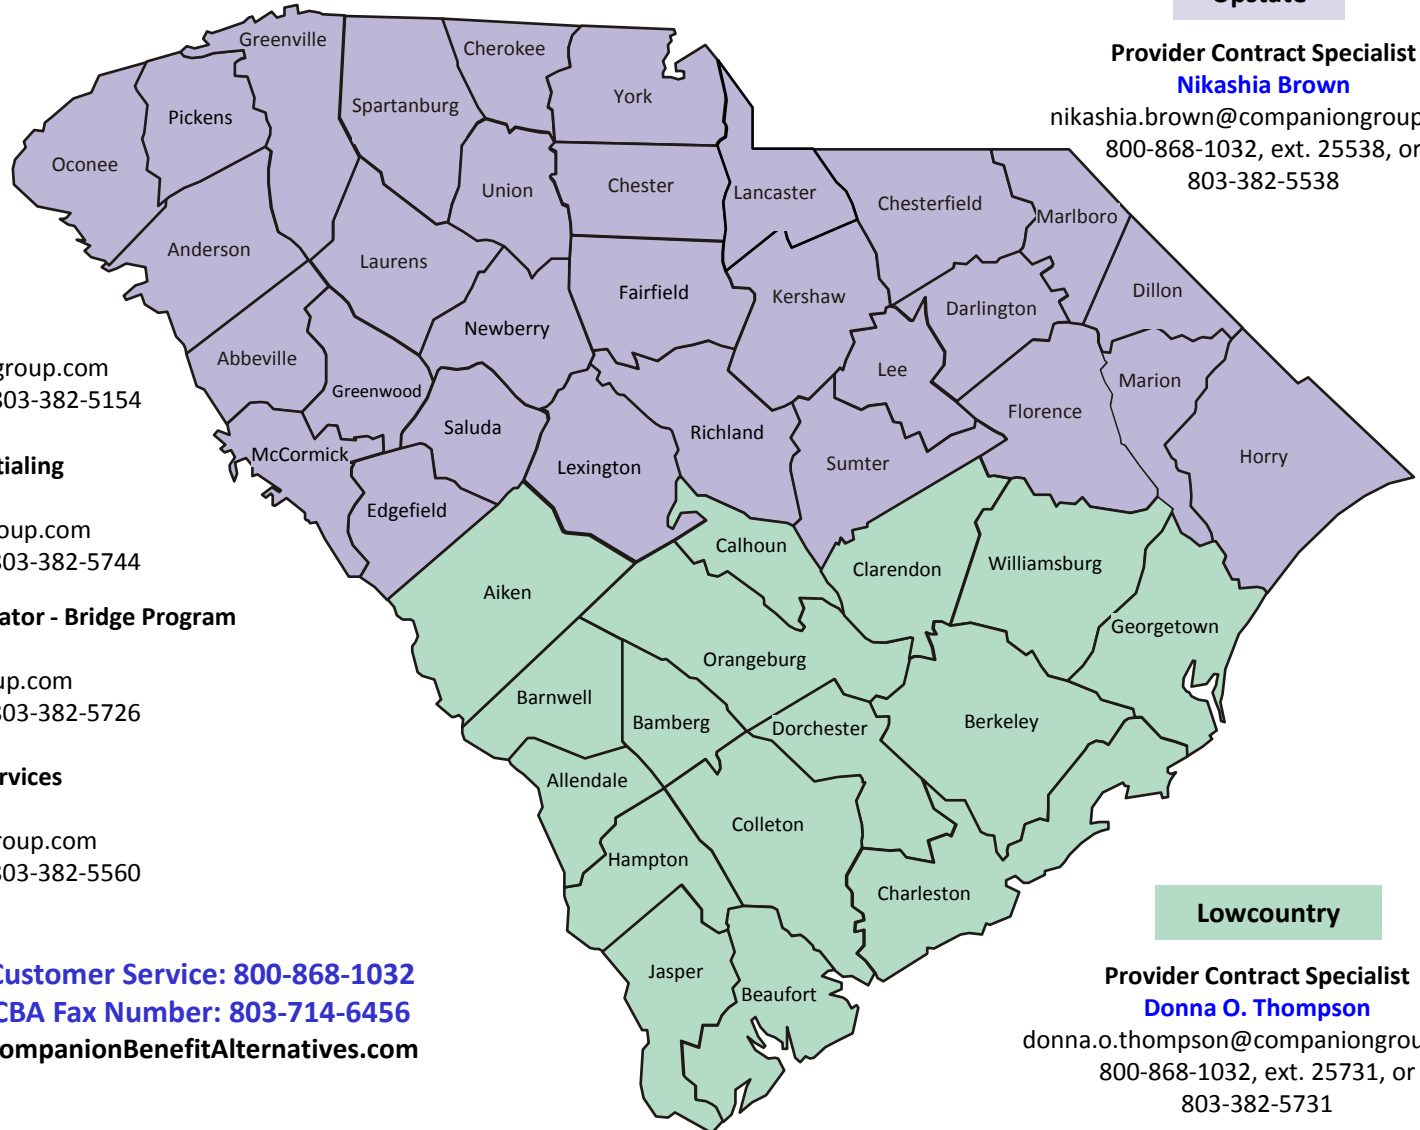 Upstate
Provider Contract Specialist
Nikashia Brown
nikashia.brown@companiongroup
800-868-1032, ext. 25538, or
803-382-5538
Greenville
Cherokee
York
Spartanburg
Pickens
Oconee
Union
Chester
Lancaster
Chesterfield
Marlboro
Anderson
Laurens
Fairfield
Kershaw
Darlington
Dillon
Newberry
Abbeville
Greenwood
Lee
Marion
Florence
Saluda
Richland
McCormick
Lexington
Sumter
Horry
Edgefield
Calhoun
Clarendon
Williamsburg
Aiken
Georgetown
Orangeburg
Barnwell
Bamberg
Dorchester
Berkeley
Allendale
Colleton
Hampton
Charleston
Jasper
Beaufort
group.com
803-382-5154
tialing
oup.com
803-382-5744
ator - Bridge Program
up.com
803-382-5726
rvices
roup.com
803-382-5560
Customer Service: 800-868-1032
CBA Fax Number: 803-714-6456
ompanionBenefitAlternatives.com
Lowcountry
Provider Contract Specialist
Donna O. Thompson
donna.o.thompson@companiongrou
800-868-1032, ext. 25731, or
803-382-5731